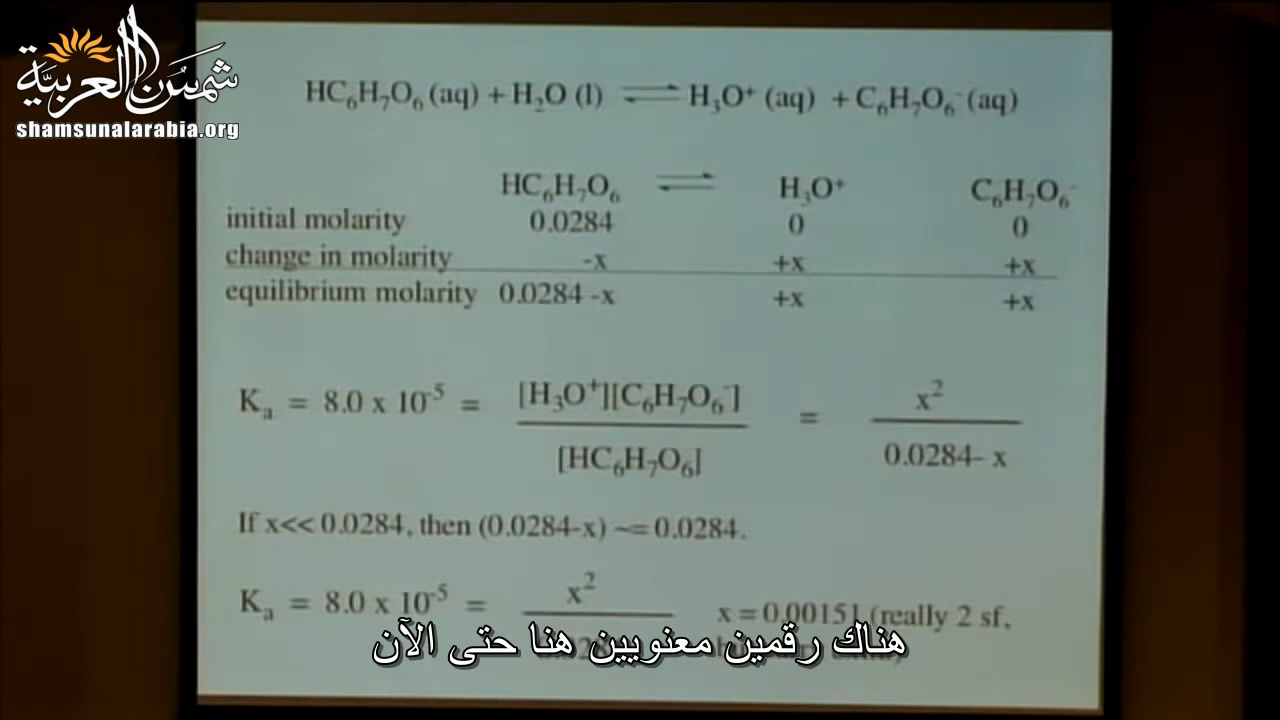 شمس العربية
shamsunalarabia.org
HC₆H₇O₆ (aq) + H₂O (l) ⇌ H₃O⁺ (aq) + C₆H₇O₆⁻ (aq)
HC₆H₇O₆ ⇌ H₃O⁺ C₆H₇O₆⁻
initial molarity 0.0284 0 0
change in molarity -x +x +x
equilibrium molarity 0.0284 -x +x +x
Kₐ = 8.0 x 10⁻⁵ = [H₃O⁺][C₆H₇O₆⁻] / [HC₆H₇O₆] = x² / 0.0284- x
If x<< 0.0284, then (0.0284-x) ~= 0.0284.
Kₐ = 8.0 x 10⁻⁵ = x² x = 0.00151 (really 2 sf,
هناك رقمين معنويين هنا حتى الآن